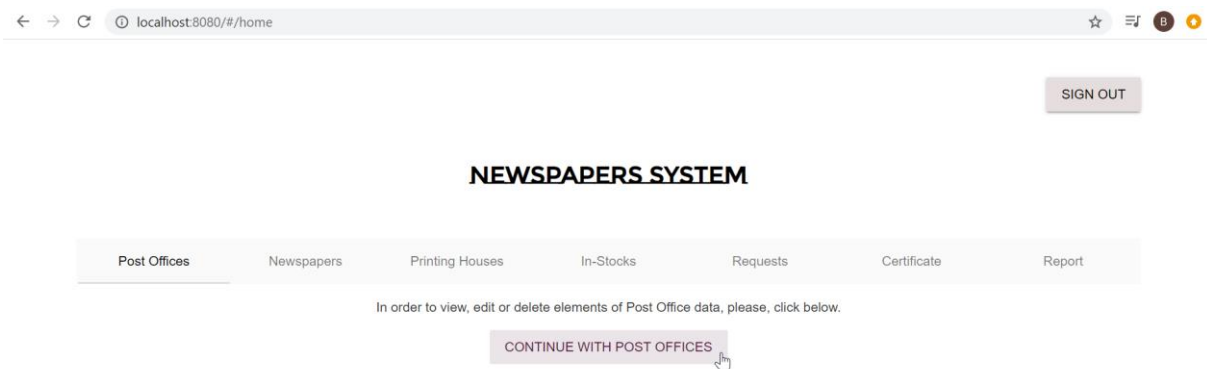 localhost:8080/#/home
B
SIGN OUT
NEWSPAPERS SYSTEM
Post Offices Newspapers Printing Houses In-Stocks Requests Certificate Report
In order to view, edit or delete elements of Post Office data, please, click below.
CONTINUE WITH POST OFFICES